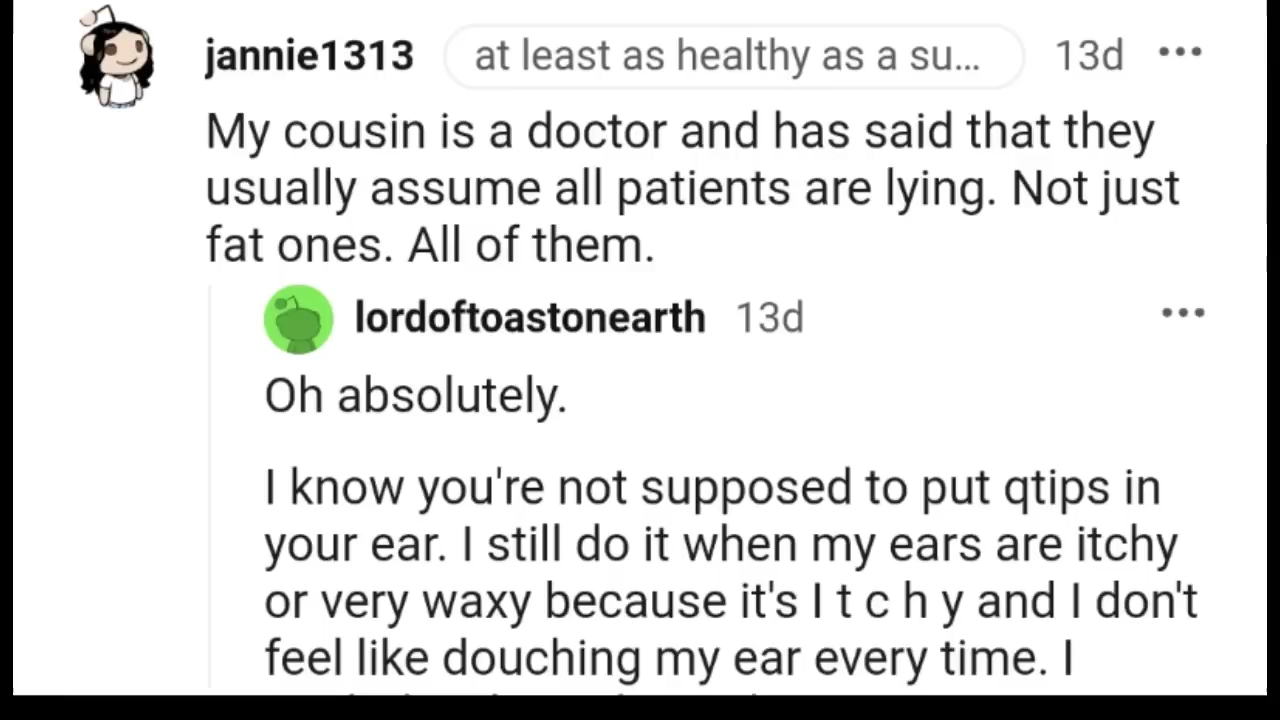 jannie1313 at least as healthy as a su... 13d
My cousin is a doctor and has said that they
usually assume all patients are lying. Not just
fat ones. All of them.
lordoftoastonearth 13d
Oh absolutely.
I know you're not supposed to put qtips in
your ear. I still do it when my ears are itchy
or very waxy because it's I t c h y and I don't
feel like douching my ear every time. I